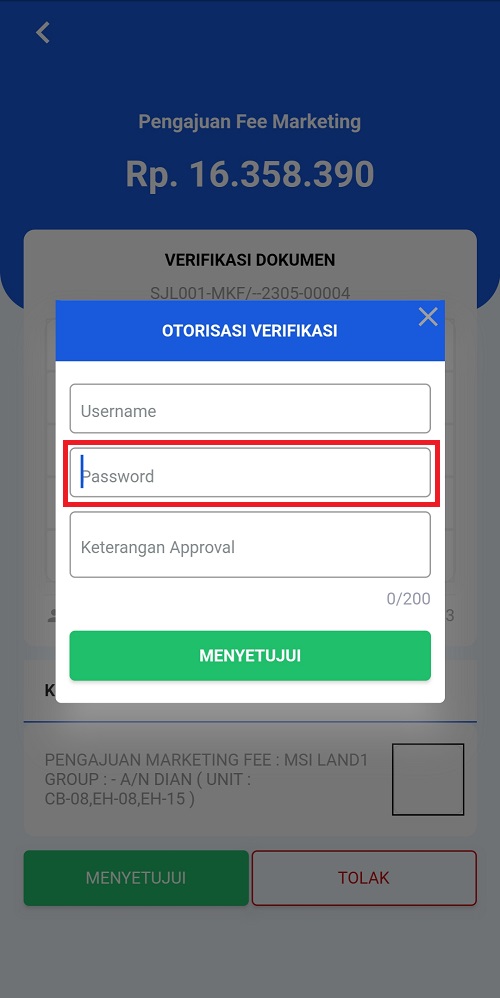 Pengajuan Fee Marketing
Rp. 16.358.390
VERIFIKASI DOKUMEN
SJL001-MKF/--2305-00004
OTORISASI VERIFIKASI
Username
Password
Keterangan Approval
0/200
3
MENYETUJUI
K
PENGAJUAN MARKETING FEE : MSI LAND1
GROUP : - A/N DIAN ( UNIT :
CB-08,EH-08,EH-15 )
MENYETUJUI
TOLAK